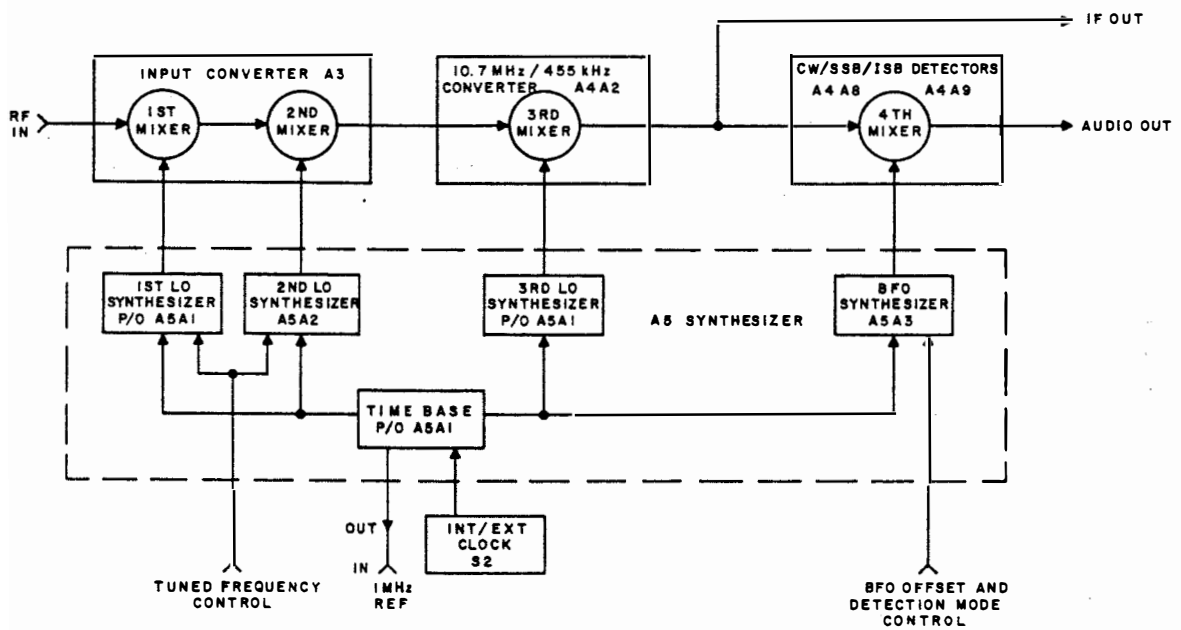 IF OUT
INPUT CONVERTER A3
1ST
MIXER
2ND
MIXER
10.7 MHz / 455 kHz
CONVERTER A4A2
3RD
MIXER
CW/SSB/ISB DETECTORS
A4A8 A4A9
4TH
MIXER
RF
IN
AUDIO OUT
1ST LO
SYNTHESIZER
P/O A5A1
2ND LO
SYNTHESIZER
A5A2
3RD LO
SYNTHESIZER
P/O A5A1
A5 SYNTHESIZER
BFO
SYNTHESIZER
A5A3
TIME BASE
P/O A5A1
OUT
IN
1MHz
REF
INT/EXT
CLOCK
S2
TUNED FREQUENCY
CONTROL
BFO OFFSET AND
DETECTION MODE
CONTROL